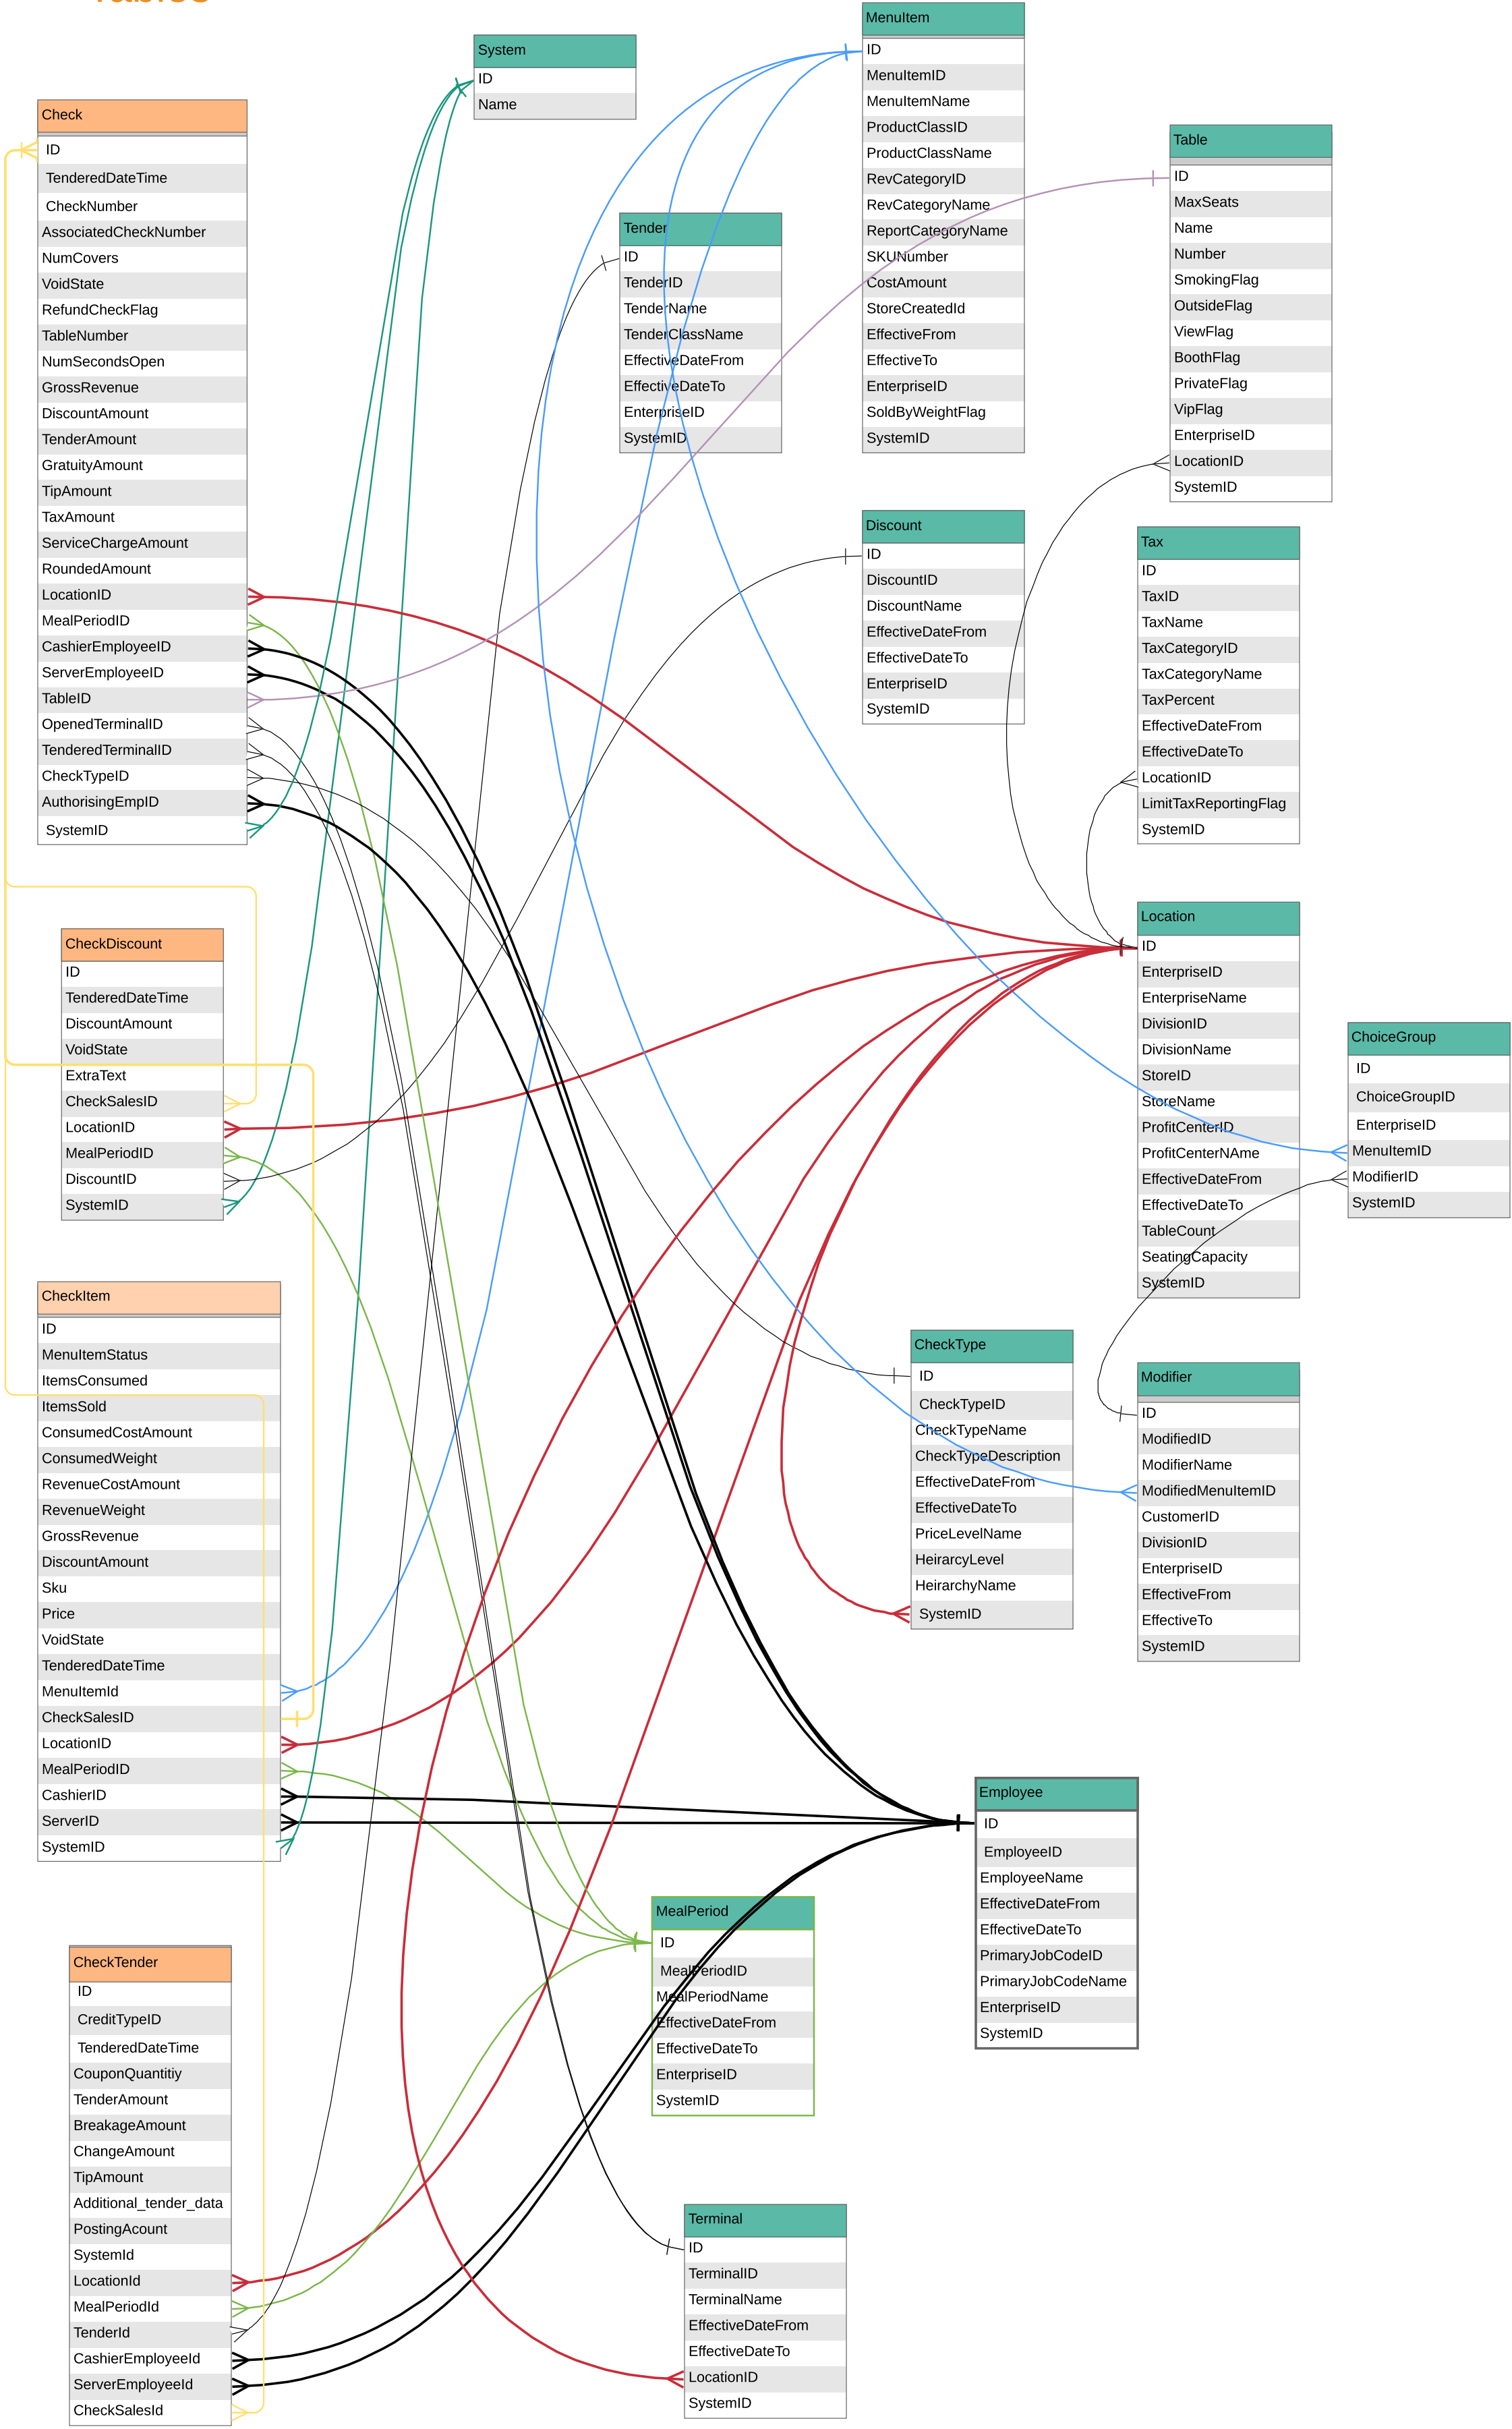 System
ID
Name
MenuItem
ID
MenuItemID
MenuItemName
ProductClassID
ProductClassName
RevCategoryID
RevCategoryName
ReportCategoryName
SKUNumber
CostAmount
StoreCreatedId
EffectiveFrom
EffectiveTo
EnterpriseID
SoldByWeightFlag
SystemID
Check
ID
TenderedDateTime
CheckNumber
AssociatedCheckNumber
NumCovers
VoidState
RefundCheckFlag
TableNumber
NumSecondsOpen
GrossRevenue
DiscountAmount
TenderAmount
GratuityAmount
TipAmount
TaxAmount
ServiceChargeAmount
RoundedAmount
LocationID
MealPeriodID
CashierEmployeeID
ServerEmployeeID
TableID
OpenedTerminalID
TenderedTerminalID
CheckTypeID
AuthorisingEmpID
SystemID
Table
ID
MaxSeats
Name
Number
SmokingFlag
OutsideFlag
ViewFlag
BoothFlag
PrivateFlag
VipFlag
EnterpriseID
LocationID
SystemID
Tender
ID
TenderID
TenderName
TenderClassName
EffectiveDateFrom
EffectiveDateTo
EnterpriseID
SystemID
Discount
ID
DiscountID
DiscountName
EffectiveDateFrom
EffectiveDateTo
EnterpriseID
SystemID
Tax
ID
TaxID
TaxName
TaxCategoryID
TaxCategoryName
TaxPercent
EffectiveDateFrom
EffectiveDateTo
LocationID
LimitTaxReportingFlag
SystemID
CheckDiscount
ID
TenderedDateTime
DiscountAmount
VoidState
ExtraText
CheckSalesID
LocationID
MealPeriodID
DiscountID
SystemID
Location
ID
EnterpriseID
EnterpriseName
DivisionID
DivisionName
StoreID
StoreName
ProfitCenterID
ProfitCenterNAme
EffectiveDateFrom
EffectiveDateTo
TableCount
SeatingCapacity
SystemID
ChoiceGroup
ID
ChoiceGroupID
EnterpriseID
MenuItemID
ModifierID
SystemID
CheckItem
ID
MenuItemStatus
ItemsConsumed
ItemsSold
ConsumedCostAmount
ConsumedWeight
RevenueCostAmount
RevenueWeight
GrossRevenue
DiscountAmount
Sku
Price
VoidState
TenderedDateTime
MenuItemId
CheckSalesID
LocationID
MealPeriodID
CashierID
ServerID
SystemID
CheckType
ID
CheckTypeID
CheckTypeName
CheckTypeDescription
EffectiveDateFrom
EffectiveDateTo
PriceLevelName
HeirarcyLevel
HeirarchyName
SystemID
Modifier
ID
ModifiedID
ModifierName
ModifiedMenuItemID
CustomerID
DivisionID
EnterpriseID
EffectiveFrom
EffectiveTo
SystemID
Employee
ID
EmployeeID
EmployeeName
EffectiveDateFrom
EffectiveDateTo
PrimaryJobCodeID
PrimaryJobCodeName
EnterpriseID
SystemID
MealPeriod
ID
MealPeriodID
MealPeriodName
EffectiveDateFrom
EffectiveDateTo
EnterpriseID
SystemID
CheckTender
ID
CreditTypeID
TenderedDateTime
CouponQuantitiy
TenderAmount
BreakageAmount
ChangeAmount
TipAmount
Additional_tender_data
PostingAcount
SystemId
LocationId
MealPeriodId
TenderId
CashierEmployeeId
ServerEmployeeId
CheckSalesId
Terminal
ID
TerminalID
TerminalName
EffectiveDateFrom
EffectiveDateTo
LocationID
SystemID